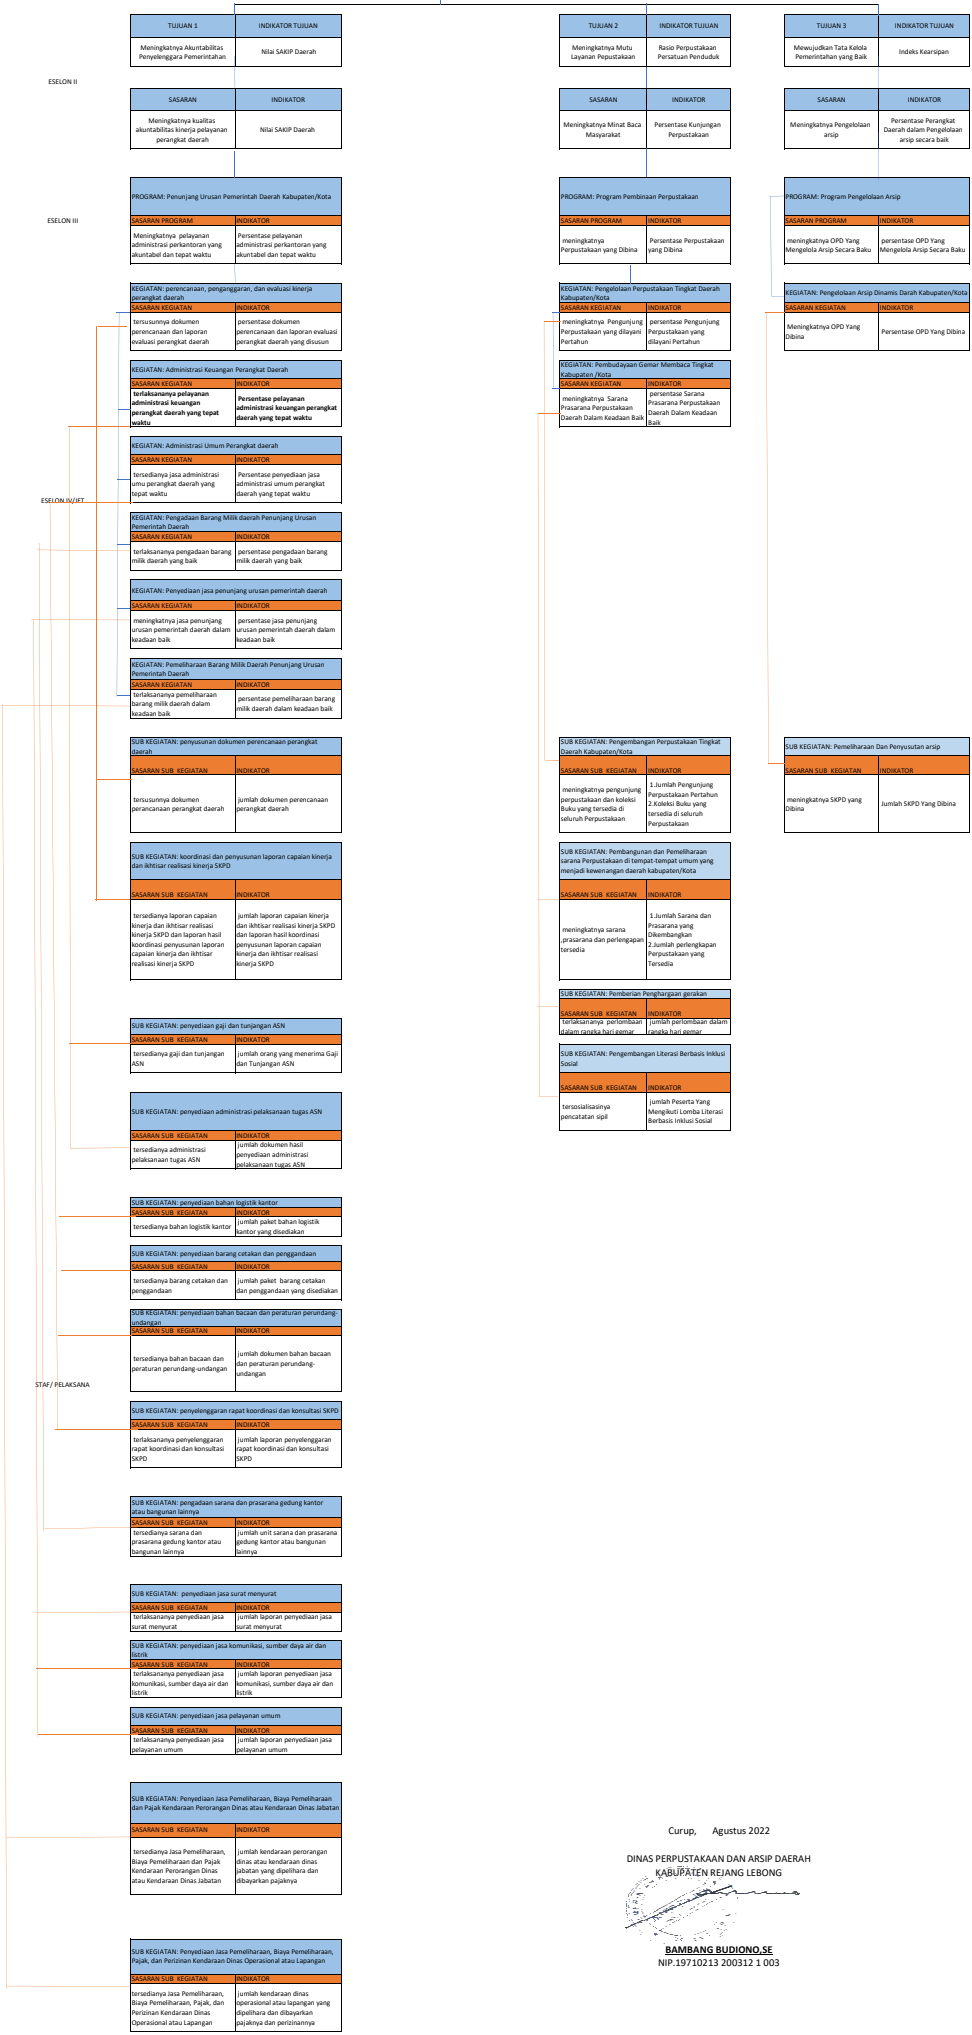 TUJUAN 1
INDIKATOR TUJUAN
Meningkatnya Akuntabilitas
Penyelenggara Pemerintahan
Nilai SAKIP Daerah
TUJUAN 2
INDIKATOR TUJUAN
Meningkatnya Mutu
Layanan Pepustakaan
Rasio Perpustakaan
Persatuan Penduduk
TUJUAN 3
INDIKATOR TUJUAN
Mewujudkan Tata Kelola
Pemerintahan yang Baik
Indeks Kearsipan
ESELON II
SASARAN
INDIKATOR
Meningkatnya kualitas
akuntabilitas kinerja pelayanan
perangkat daerah
Nilai SAKIP Daerah
SASARAN
INDIKATOR
Meningkatnya Minat Baca
Masyarakat
Persentase Kunjungan
Perpustakaan
SASARAN
INDIKATOR
Meningkatnya Pengelolaan
arsip
Persentase Perangkat
Daerah dalam Pengelolaan
arsip secara baik
ESELON III
PROGRAM: Penunjang Urusan Pemerintah Daerah Kabupaten/Kota
SASARAN PROGRAM
INDIKATOR
Meningkatnya pelayanan
administrasi perkantoran yang
akuntabel dan tepat waktu
Persentase pelayanan
administrasi perkantoran yang
akuntabel dan tepat waktu
PROGRAM: Program Pembinaan Perpustakaan
SASARAN PROGRAM
INDIKATOR
meningkatnya
Perpustakaan yang Dibina
Persentase Perpustakaan
yang Dibina
PROGRAM: Program Pengelolaan Arsip
SASARAN PROGRAM
INDIKATOR
meningkatnya OPD Yang
Mengelola Arsip Secara Baku
persentase OPD Yang
Mengelola Arsip Secara Baku
KEGIATAN: perencanaan, penganggaran, dan evaluasi kinerja
perangkat daerah
SASARAN KEGIATAN
INDIKATOR
tersusunnya dokumen
perencanaan dan laporan
evaluasi perangkat daerah
persentase dokumen
perencanaan dan laporan evaluasi
perangkat daerah yang disusun
KEGIATAN: Pengelolaan Perpustakaan Tingkat Daerah
Kabupaten/Kota
SASARAN KEGIATAN
INDIKATOR
meningkatnya Pengunjung
Perpustakaan yang dilayani
Pertahun
persentase Pengunjung
Perpustakaan yang
dilayani Pertahun
KEGIATAN: Pengelolaan Arsip Dinamis Darah Kabupaten/Kota
SASARAN KEGIATAN
INDIKATOR
Meningkatnya OPD Yang
Dibina
Persentase OPD Yang Dibina
KEGIATAN: Administrasi Keuangan Perangkat Daerah
SASARAN KEGIATAN
INDIKATOR
terlaksananya pelayanan
administrasi keuangan
perangkat daerah yang tepat
waktu
Persentase pelayanan
administrasi keuangan perangkat
daerah yang tepat waktu
KEGIATAN: Pembudayaan Gemar Membaca Tingkat
Kabupaten /Kota
SASARAN KEGIATAN
INDIKATOR
meningkatnya Sarana
Prasarana Perpustakaan
Daerah Dalam Keadaan Baik
persentase Sarana
Prasarana Perpustakaan
Daerah Dalam Keadaan
Baik
KEGIATAN: Administrasi Umum Perangkat daerah
SASARAN KEGIATAN
INDIKATOR
tersedianya jasa administrasi
umu perangkat daerah yang
tepat waktu
Persentase penyediaan jasa
administrasi umum perangkat
daerah yang tepat waktu
ESELON IV/JFT
KEGIATAN: Pengadaan Barang Milik daerah Penunjang Urusan
Pemerintah Daerah
SASARAN KEGIATAN
INDIKATOR
terlaksananya pengadaan barang
milik daerah yang baik
persentase pengadaan barang
milik daerah yang baik
KEGIATAN: Penyediaan jasa penunjang urusan pemerintah daerah
SASARAN KEGIATAN
INDIKATOR
meningkatnya jasa penunjang
urusan pemerintah daerah dalam
keadaan baik
persentase jasa penunjang
urusan pemerintah daerah dalam
keadaan baik
KEGIATAN: Pemeliharaan Barang Milik Daerah Penunjang Urusan
Pemerintah Daerah
SASARAN KEGIATAN
INDIKATOR
terlaksananya pemeliharaan
barang milik daerah dalam
keadaan baik
persentase pemeliharaan barang
milik daerah dalam keadaan baik
SUB KEGIATAN: penyusunan dokumen perencanaan perangkat
daerah
SASARAN SUB KEGIATAN
INDIKATOR
tersusunnya dokumen
perancanaan perangkat daerah
jumlah dokumen perencanaan
perangkat daerah
SUB KEGIATAN: Pengembangan Perpustakaan Tingkat
Daerah Kabupaten/Kota
SASARAN SUB KEGIATAN
INDIKATOR
meningkatnya pengunjung
perpustakaan dan koleksi
Buku yang tersedia di
seluruh Perpustakaan
1.Jumlah Pengunjung
Perpustakaan Pertahun
2.Koleksi Buku yang
tersedia di seluruh
Perpustakaan
SUB KEGIATAN: Pemeliharaan Dan Penyusutan arsip
SASARAN SUB KEGIATAN
INDIKATOR
meningkatnya SKPD yang
Dibina
Jumlah SKPD Yang Dibina
SUB KEGIATAN: koordinasi dan penyusunan laporan capaian kinerja
dan ikhtisar realisasi kinerja SKPD
SASARAN SUB KEGIATAN
INDIKATOR
tersedianya laporan capaian
kinerja dan ikhtisar realisasi
kinerja SKPD dan laporan hasil
koordinasi penyusunan laporan
capaian kinerja dan ikhtisar
realisasi kinerja SKPD
jumlah laporan capaian kinerja
dan ikhtisar realisasi kinerja SKPD
dan laporan hasil koordinasi
penyusunan laporan capaian
kinerja dan ikhtisar realisasi
kinerja SKPD
SUB KEGIATAN: Pembangunan dan Pemeliharaan
sarana Perpustakaan di tempat-tempat umum yang
menjadi kewenangan daerah kabupaten/Kota
SASARAN SUB KEGIATAN
INDIKATOR
meningkatnya sarana
,prasarana dan perlengapan
tersedia
1.Jumlah Sarana dan
Prasarana yang
Dikembangkan
2.Jumlah perlengkapan
Perpustakaan yang
Tersedia
SUB KEGIATAN: Pemberian Penghargaan gerakan
SASARAN SUB KEGIATAN
INDIKATOR
terlaksananya perlombaan
dalam rangka hari gemar
jumlah perlombaan dalam
rangka hari gemar
SUB KEGIATAN: penyediaan gaji dan tunjangan ASN
SASARAN SUB KEGIATAN
INDIKATOR
tersedianya gaji dan tunjangan
ASN
jumlah orang yang menerima Gaji
dan Tunjangan ASN
SUB KEGIATAN: Pengembangan Literasi Berbasis Inklusi
Sosial
SASARAN SUB KEGIATAN
INDIKATOR
tersosialisasinya
pencatatan sipil
jumlah Peserta Yang
Mengikuti Lomba Literasi
Berbasis Inklusi Sosial
SUB KEGIATAN: penyediaan administrasi pelaksanaan tugas ASN
SASARAN SUB KEGIATAN
INDIKATOR
tersedianya administrasi
pelaksanaan tugas ASN
jumlah dokumen hasil
penyediaan administrasi
pelaksanaan tugas ASN
SUB KEGIATAN: penyediaan bahan logistik kantor
SASARAN SUB KEGIATAN
INDIKATOR
tersedianya bahan logistik kantor
jumlah paket bahan logistik
kantor yang disediakan
SUB KEGIATAN: penyediaan barang cetakan dan penggandaan
SASARAN SUB KEGIATAN
INDIKATOR
tersedianya barang cetakan dan
penggandaan
jumlah paket barang cetakan
dan penggandaan yang disediakan
SUB KEGIATAN: penyediaan bahan bacaan dan peraturan perundang-
undangan
SASARAN SUB KEGIATAN
INDIKATOR
tersedianya bahan bacaan dan
peraturan perundang-undangan
jumlah dokumen bahan bacaan
dan peraturan perundang-
undangan
STAF/ PELAKSANA
SUB KEGIATAN: penyelenggaran rapat koordinasi dan konsultasi SKPD
SASARAN SUB KEGIATAN
INDIKATOR
terlaksananya penyelenggaran
rapat koordinasi dan konsultasi
SKPD
jumlah laporan penyelenggaran
rapat koordinasi dan konsultasi
SKPD
SUB KEGIATAN: pengadaan sarana dan prasarana gedung kantor
atau bangunan lainnya
SASARAN SUB KEGIATAN
INDIKATOR
tersedianya sarana dan
prasarana gedung kantor atau
bangunan lainnya
jumlah unit sarana dan prasarana
gedung kantor atau bangunan
lainnya
SUB KEGIATAN: penyediaan jasa surat menyurat
SASARAN SUB KEGIATAN
INDIKATOR
terlaksananya penyediaan jasa
surat menyurat
jumlah laporan penyediaan jasa
surat menyurat
SUB KEGIATAN: penyediaan jasa komunikasi, sumber daya air dan
listrik
SASARAN SUB KEGIATAN
INDIKATOR
terlaksananya penyediaan jasa
komunikasi, sumber daya air dan
listrik
jumlah laporan penyediaan jasa
komunikasi, sumber daya air dan
listrik
SUB KEGIATAN: penyediaan jasa pelayanan umum
SASARAN SUB KEGIATAN
INDIKATOR
terlaksananya penyediaan jasa
pelayanan umum
jumlah laporan penyediaan jasa
pelayanan umum
SUB KEGIATAN: Penyediaan Jasa Pemeliharaan, Biaya Pemeliharaan
dan Pajak Kendaraan Perorangan Dinas atau Kendaraan Dinas Jabatan
SASARAN SUB KEGIATAN
INDIKATOR
tersedianya Jasa Pemeliharaan,
Biaya Pemeliharaan dan Pajak
Kendaraan Perorangan Dinas
atau Kendaraan Dinas Jabatan
jumlah kendaraan perorangan
dinas atau kendaraan dinas
jabatan yang dipelihara dan
dibayarkan pajaknya
Curup, Agustus 2022
DINAS PERPUSTAKAAN DAN ARSIP DAERAH
KABUPATEN REJANG LEBONG
BAMBANG BUDIONO,SE
NIP.19710213 200312 1 003
SUB KEGIATAN: Penyediaan Jasa Pemeliharaan, Biaya Pemeliharaan,
Pajak, dan Perizinan Kendaraan Dinas Operasional atau Lapangan
SASARAN SUB KEGIATAN
INDIKATOR
tersedianya Jasa Pemeliharaan,
Biaya Pemeliharaan, Pajak, dan
Perizinan Kendaraan Dinas
Operasional atau Lapangan
jumlah kendaraan dinas
operasional atau lapangan yang
dipelihara dan dibayarkan
pajaknya dan perizinannya